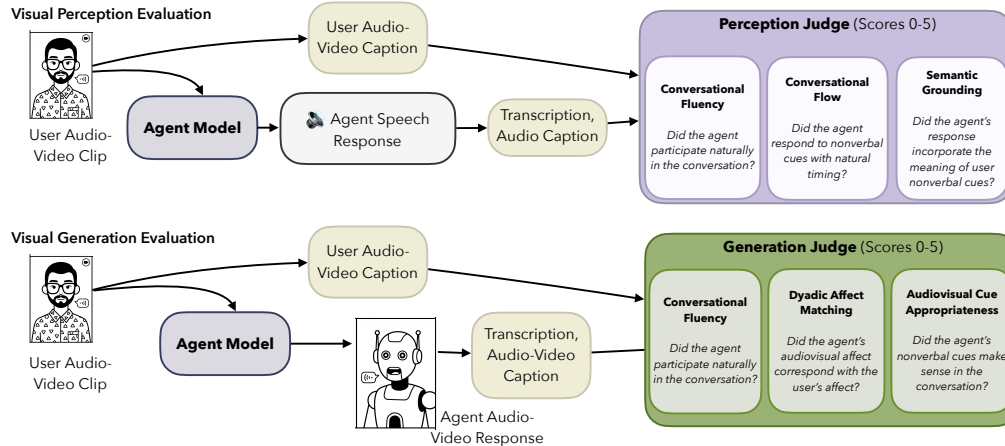 Visual Perception Evaluation
User Audio-
Video Clip
Agent Model
User Audio-
Video Caption
Agent Speech
Response
Transcription,
Audio Caption
Perception Judge (Scores 0-5)
Conversational
Fluency
Did the agent
participate naturally
in the conversation?
Conversational
Flow
Did the agent
respond to nonverbal
cues with natural
timing?
Semantic
Grounding
Did the agent's
response
incorporate the
meaning of user
nonverbal cues?
Visual Generation Evaluation
User Audio-
Video Clip
Agent Model
User Audio-
Video Caption
Agent Audio-
Video Response
Transcription,
Audio-Video
Caption
Generation Judge (Scores 0-5)
Conversational
Fluency
Did the agent
participate naturally
in the conversation?
Dyadic Affect
Matching
Did the agent's
audiovisual affect
correspond with the
user's affect?
Audiovisual Cue
Appropriateness
Did the agent's
nonverbal cues make
sense in the
conversation?